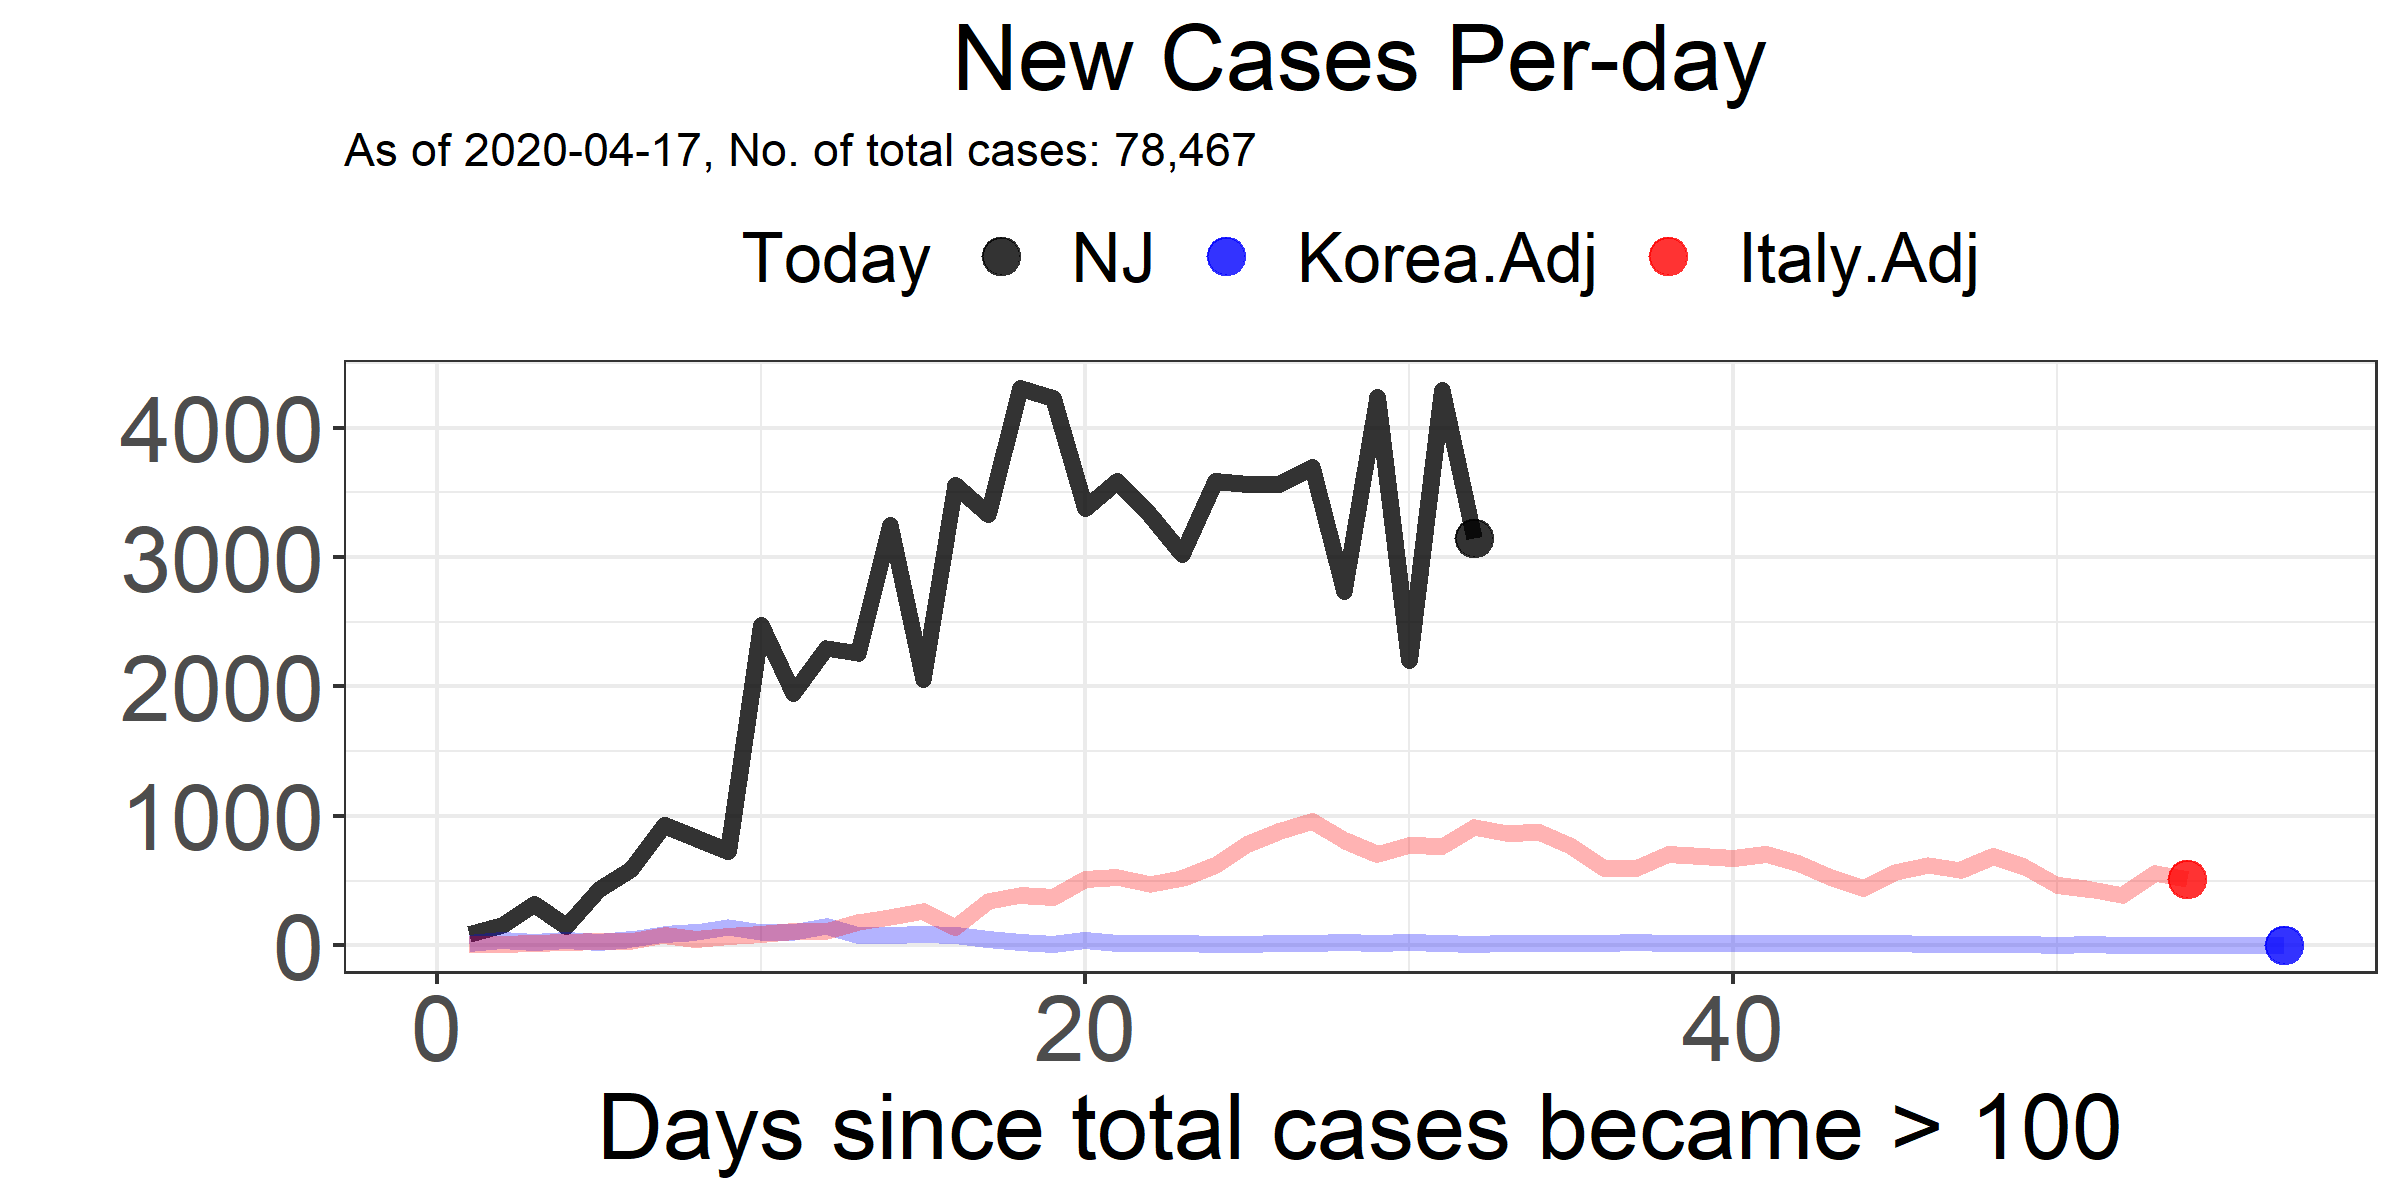 New Cases Per-day
As of 2020-04-17, No. of total cases: 78,467
Today NJ Korea.Adj Italy.Adj
4000
3000
2000
1000
0
0 20 40
Days since total cases became > 100